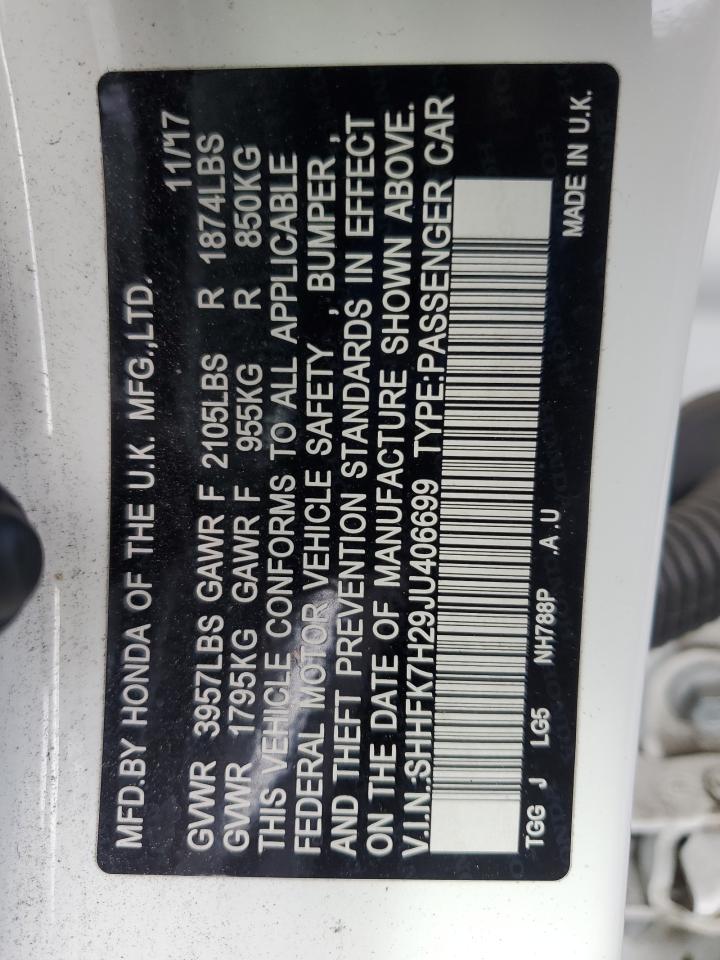 MFD.BY HONDA OF THE U.K. MFG.,LTD. 11/17
GVWR 3957LBS GAWR F 2105LBS R 1874LBS
GVWR 1795KG GAWR F 955KG R 850KG
THIS VEHICLE CONFORMS TO ALL APPLICABLE
FEDERAL MOTOR VEHICLE SAFETY , BUMPER ,
AND THEFT PREVENTION STANDARDS IN EFFECT
ON THE DATE OF MANUFACTURE SHOWN ABOVE.
V.I.N.:SHHFK7H29JU406699 TYPE:PASSENGER CAR
TGG J LG5 NH788P .A .U MADE IN U.K.